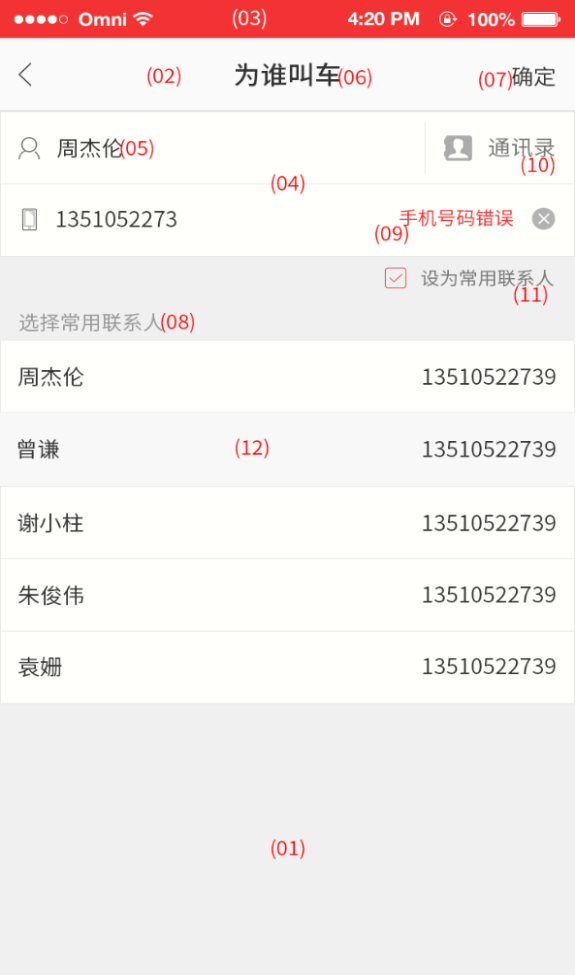 Omni (03) 4:20 PM 100%
(02) 为谁叫车(06) (07)确定
周杰伦(05) 通讯录
(10)
(04)
1351052273 手机号码错误
(09)
设为常用联系人
(11)
选择常用联系人(08)
周杰伦 13510522739
曾谦 (12) 13510522739
谢小柱 13510522739
朱俊伟 13510522739
袁姗 13510522739
(01)